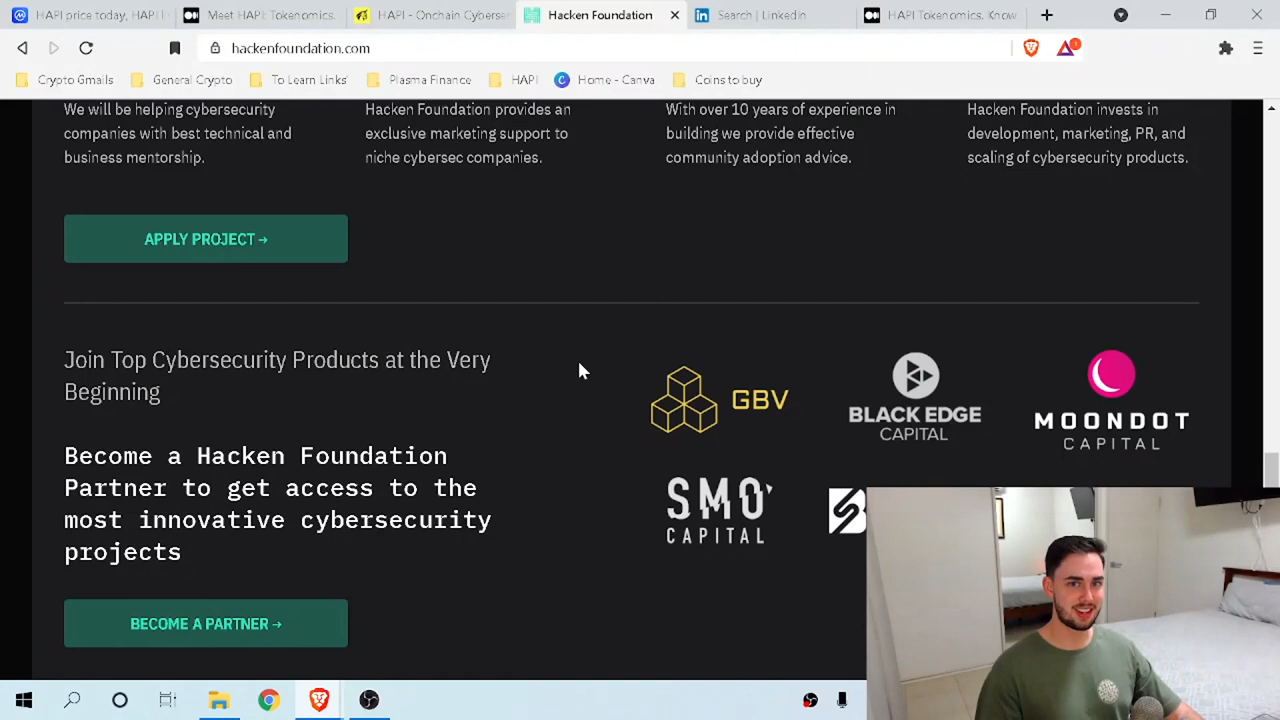 HAPI price today, HAPI
Meet HAPI Tokenomics.
HAPI - Onchain Cyberse
Hacken Foundation
Search | LinkedIn
HAPI Tokenomics. Know
hackenfoundation.com
1
Crypto Gmails
General Crypto
To Learn Links
Plasma Finance
HAPI
Home - Canva
Coins to buy
We will be helping cybersecurity
companies with best technical and
business mentorship.
Hacken Foundation provides an
exclusive marketing support to
niche cybersec companies.
With over 10 years of experience in
building we provide effective
community adoption advice.
Hacken Foundation invests in
development, marketing, PR, and
scaling of cybersecurity products.
APPLY PROJECT →
Join Top Cybersecurity Products at the Very
Beginning
Become a Hacken Foundation
Partner to get access to the
most innovative cybersecurity
projects
BECOME A PARTNER →
GBV
BLACK EDGE
CAPITAL
MOONDOT
CAPITAL
SMO
CAPITAL